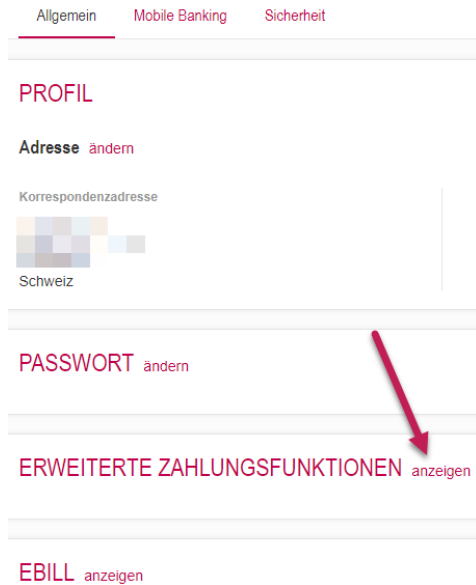 Allgemein Mobile Banking Sicherheit
PROFIL
Adresse ändern
Korrespondenzadresse
Schweiz
PASSWORT ändern
ERWEITERTE ZAHLUNGSFUNKTIONEN anzeigen
EBILL anzeigen